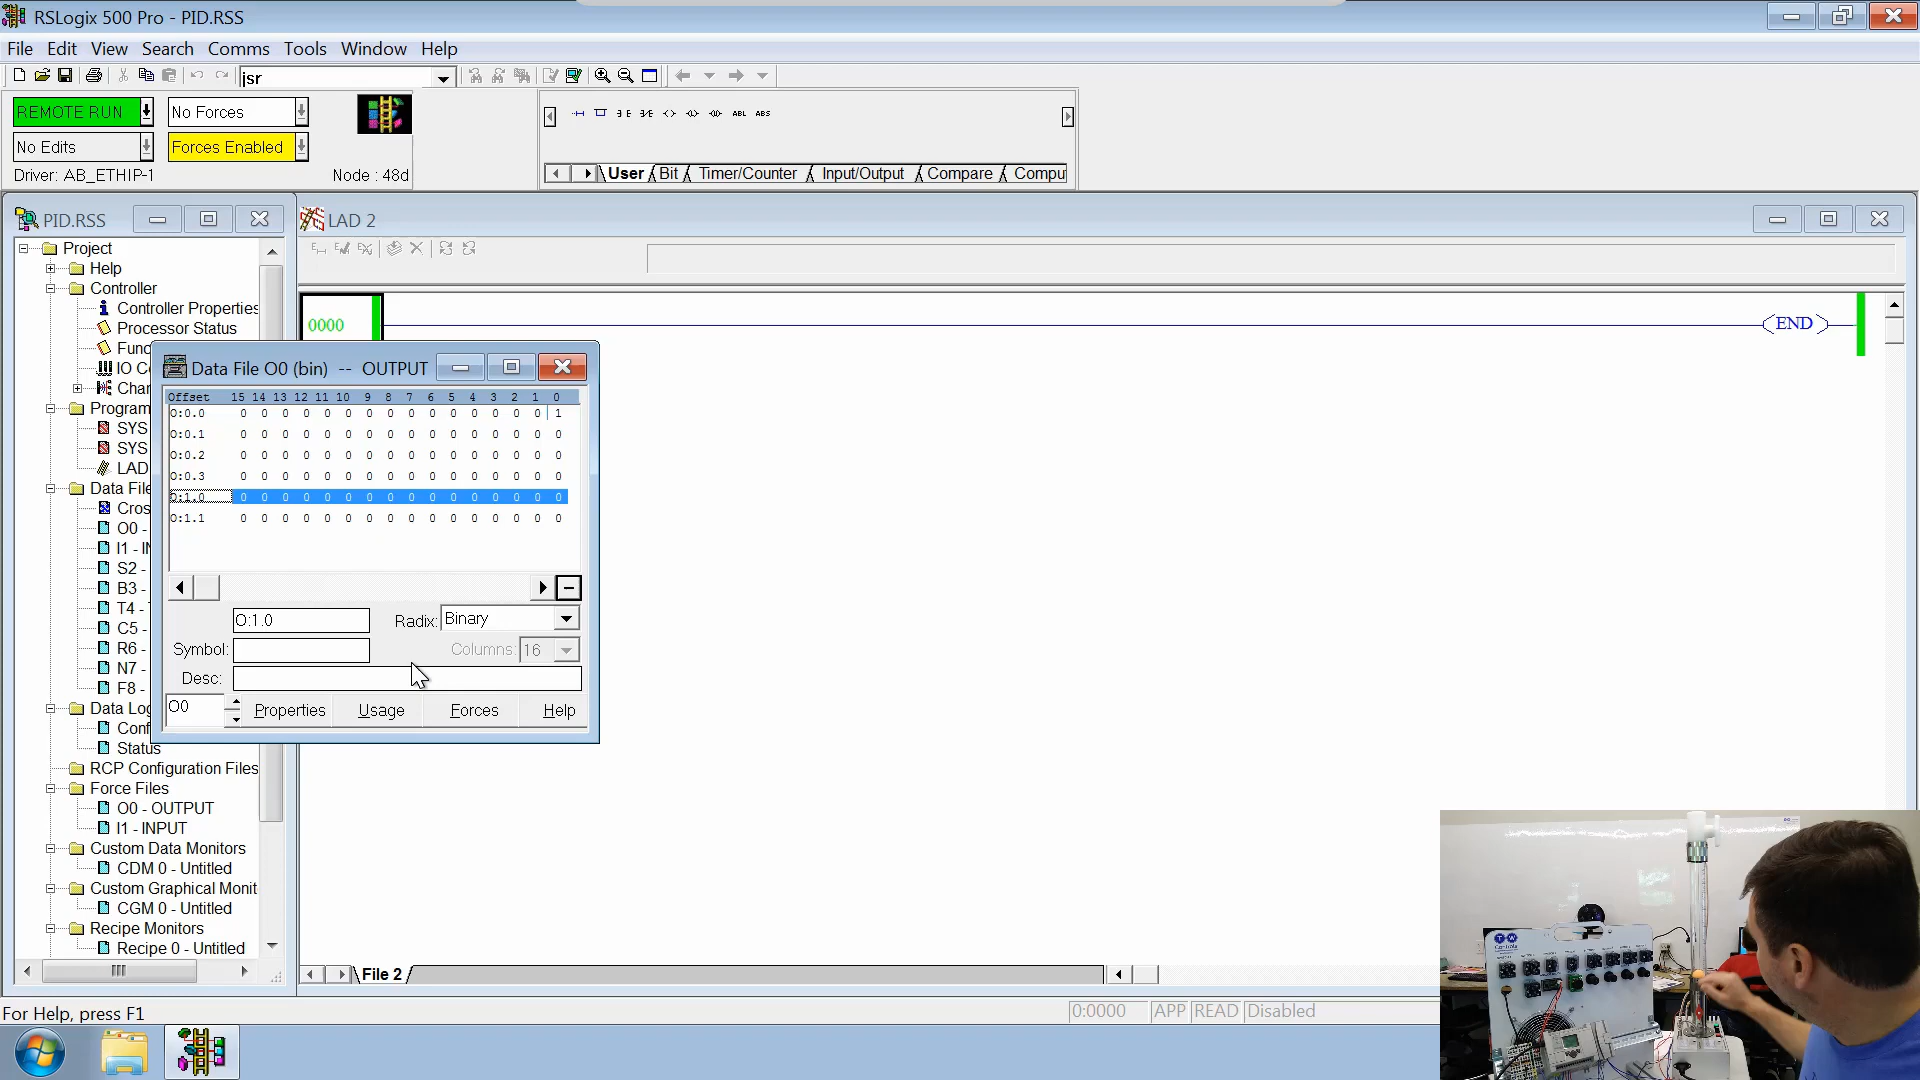 RSLogix 500 Pro - PID.RSS
File Edit View Search Comms Tools Window Help
jsr
REMOTE RUN
No Forces
No Edits
Forces Enabled
Driver: AB_ETHIP-1
Node : 48d
ABL ABS
User Bit Timer/Counter Input/Output Compare Compu
PID.RSS
Project
Help
Controller
Controller Properties
Processor Status
Func
IO C
Char
Program
SYS
SYS
LAD
Data File
Cros
O0 -
I1 - IN
S2 -
B3 -
T4 -
C5 -
R6 -
N7 -
F8 -
Data Log
Conf
Status
RCP Configuration Files
Force Files
O0 - OUTPUT
I1 - INPUT
Custom Data Monitors
CDM 0 - Untitled
Custom Graphical Monit
CGM 0 - Untitled
Recipe Monitors
Recipe 0 - Untitled
LAD 2
0000
END
File 2
Data File O0 (bin) -- OUTPUT
Offset 15 14 13 12 11 10 9 8 7 6 5 4 3 2 1 0
O:0.0 0 0 0 0 0 0 0 0 0 0 0 0 0 0 0 1
O:0.1 0 0 0 0 0 0 0 0 0 0 0 0 0 0 0 0
O:0.2 0 0 0 0 0 0 0 0 0 0 0 0 0 0 0 0
O:0.3 0 0 0 0 0 0 0 0 0 0 0 0 0 0 0 0
O:1.0 0 0 0 0 0 0 0 0 0 0 0 0 0 0 0 0
O:1.1 0 0 0 0 0 0 0 0 0 0 0 0 0 0 0 0
O:1.0
Radix: Binary
Symbol:
Columns: 16
Desc:
O0
Properties Usage Forces Help
For Help, press F1
0:0000 APP READ Disabled